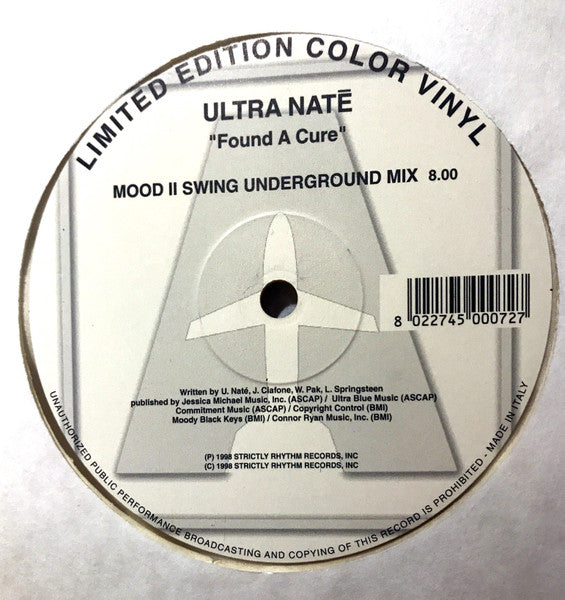 LIMITED EDITION COLOR VINYL
ULTRA NATĒ
"Found A Cure"
MOOD II SWING UNDERGROUND MIX 8.00
8 022745 000727
Written by U. Naté, J. Ciafone, W. Pak, L. Springsteen
published by Jessica Michael Music, Inc. (ASCAP) / Ultra Blue Music (ASCAP)
Commitment Music (ASCAP) / Copyright Control (BMI)
Moody Black Keys (BMI) / Connor Ryan Music, Inc. (BMI)
(P) 1998 STRICTLY RHYTHM RECORDS, INC
(C) 1998 STRICTLY RHYTHM RECORDS, INC
UNAUTHORIZED PUBLIC PERFORMANCE BROADCASTING AND COPYING OF THIS RECORD IS PROHIBITED - MADE IN ITALY